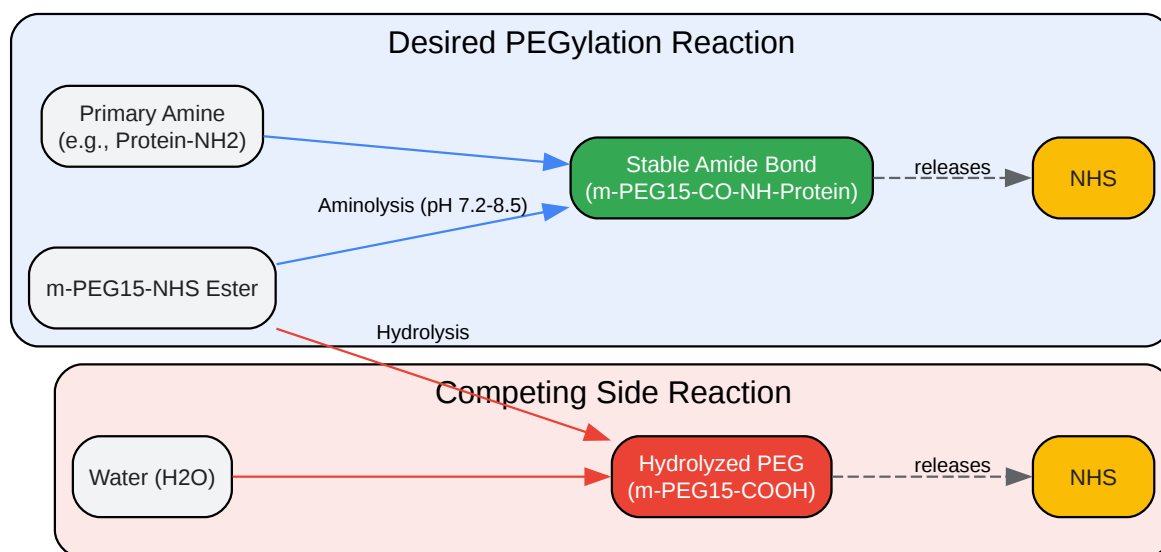 Desired PEGylation Reaction
Primary Amine
(e.g., Protein-NH2)
Stable Amide Bond
(m-PEG15-CO-NH-Protein)
releases
NHS
Aminolysis (pH 7.2-8.5)
m-PEG15-NHS Ester
Hydrolysis
Competing Side Reaction
Water (H2O)
Hydrolyzed PEG
(m-PEG15-COOH)
releases
NHS